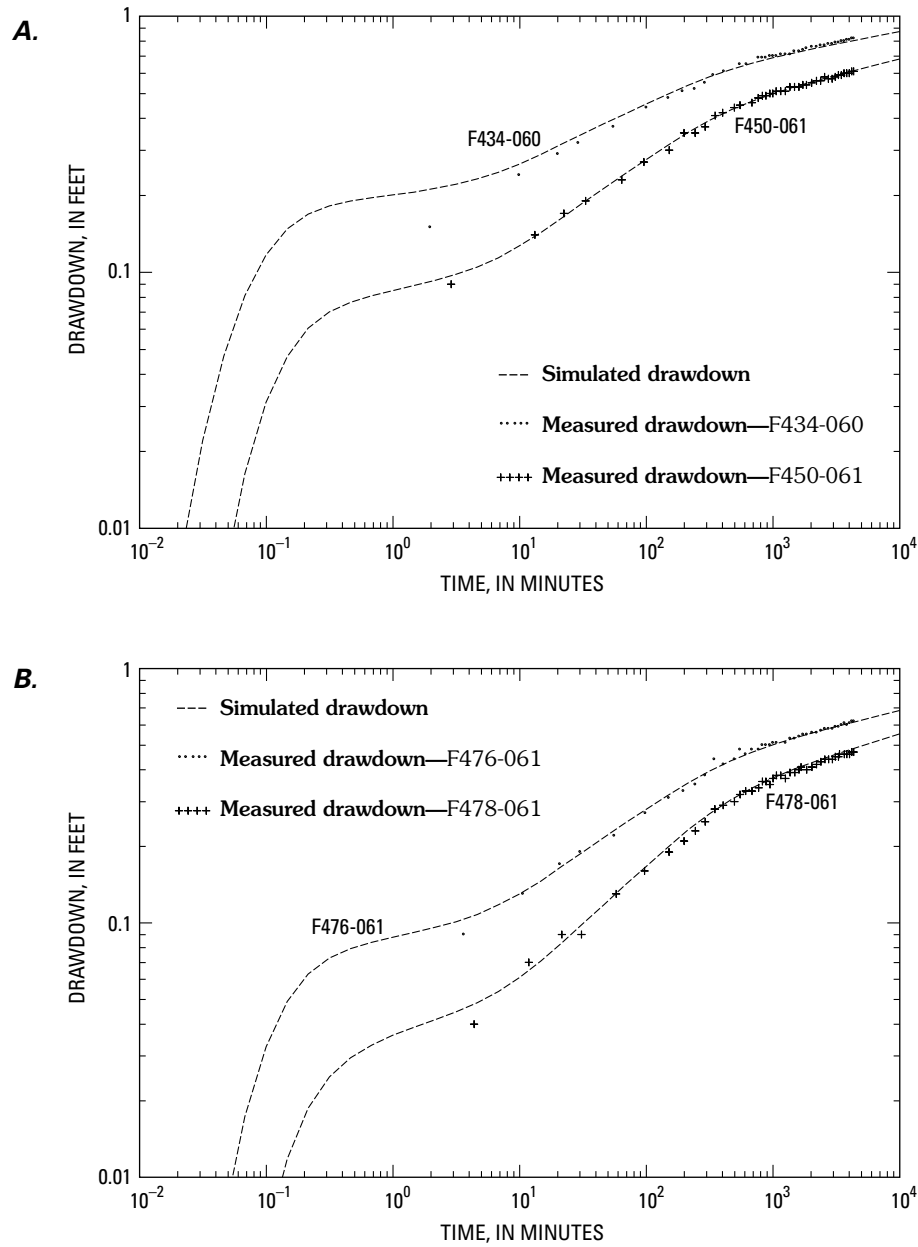 A.
1
0.1
0.01
DRAWDOWN, IN FEET
F434-060
F450-061
--- Simulated drawdown
···· Measured drawdown—F434-060
++++ Measured drawdown—F450-061
10⁻² 10⁻¹ 10⁰ 10¹ 10² 10³ 10⁴
TIME, IN MINUTES
B.
1
0.1
0.01
DRAWDOWN, IN FEET
--- Simulated drawdown
···· Measured drawdown—F476-061
++++ Measured drawdown—F478-061
F478-061
F476-061
10⁻² 10⁻¹ 10⁰ 10¹ 10² 10³ 10⁴
TIME, IN MINUTES